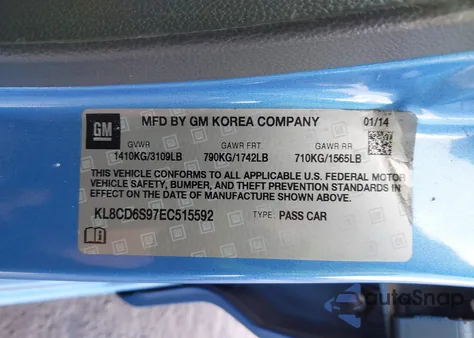 GM
MFD BY GM KOREA COMPANY 01/14
GVWR GAWR FRT GAWR RR
1410KG/3109LB 790KG/1742LB 710KG/1565LB
THIS VEHICLE CONFORMS TO ALL APPLICABLE U.S. FEDERAL MOTOR
VEHICLE SAFETY, BUMPER, AND THEFT PREVENTION STANDARDS
IN EFFECT ON THE DATE OF MANUFACTURE SHOWN ABOVE.
KL8CD6S97EC515592 TYPE: PASS CAR
autoSnap